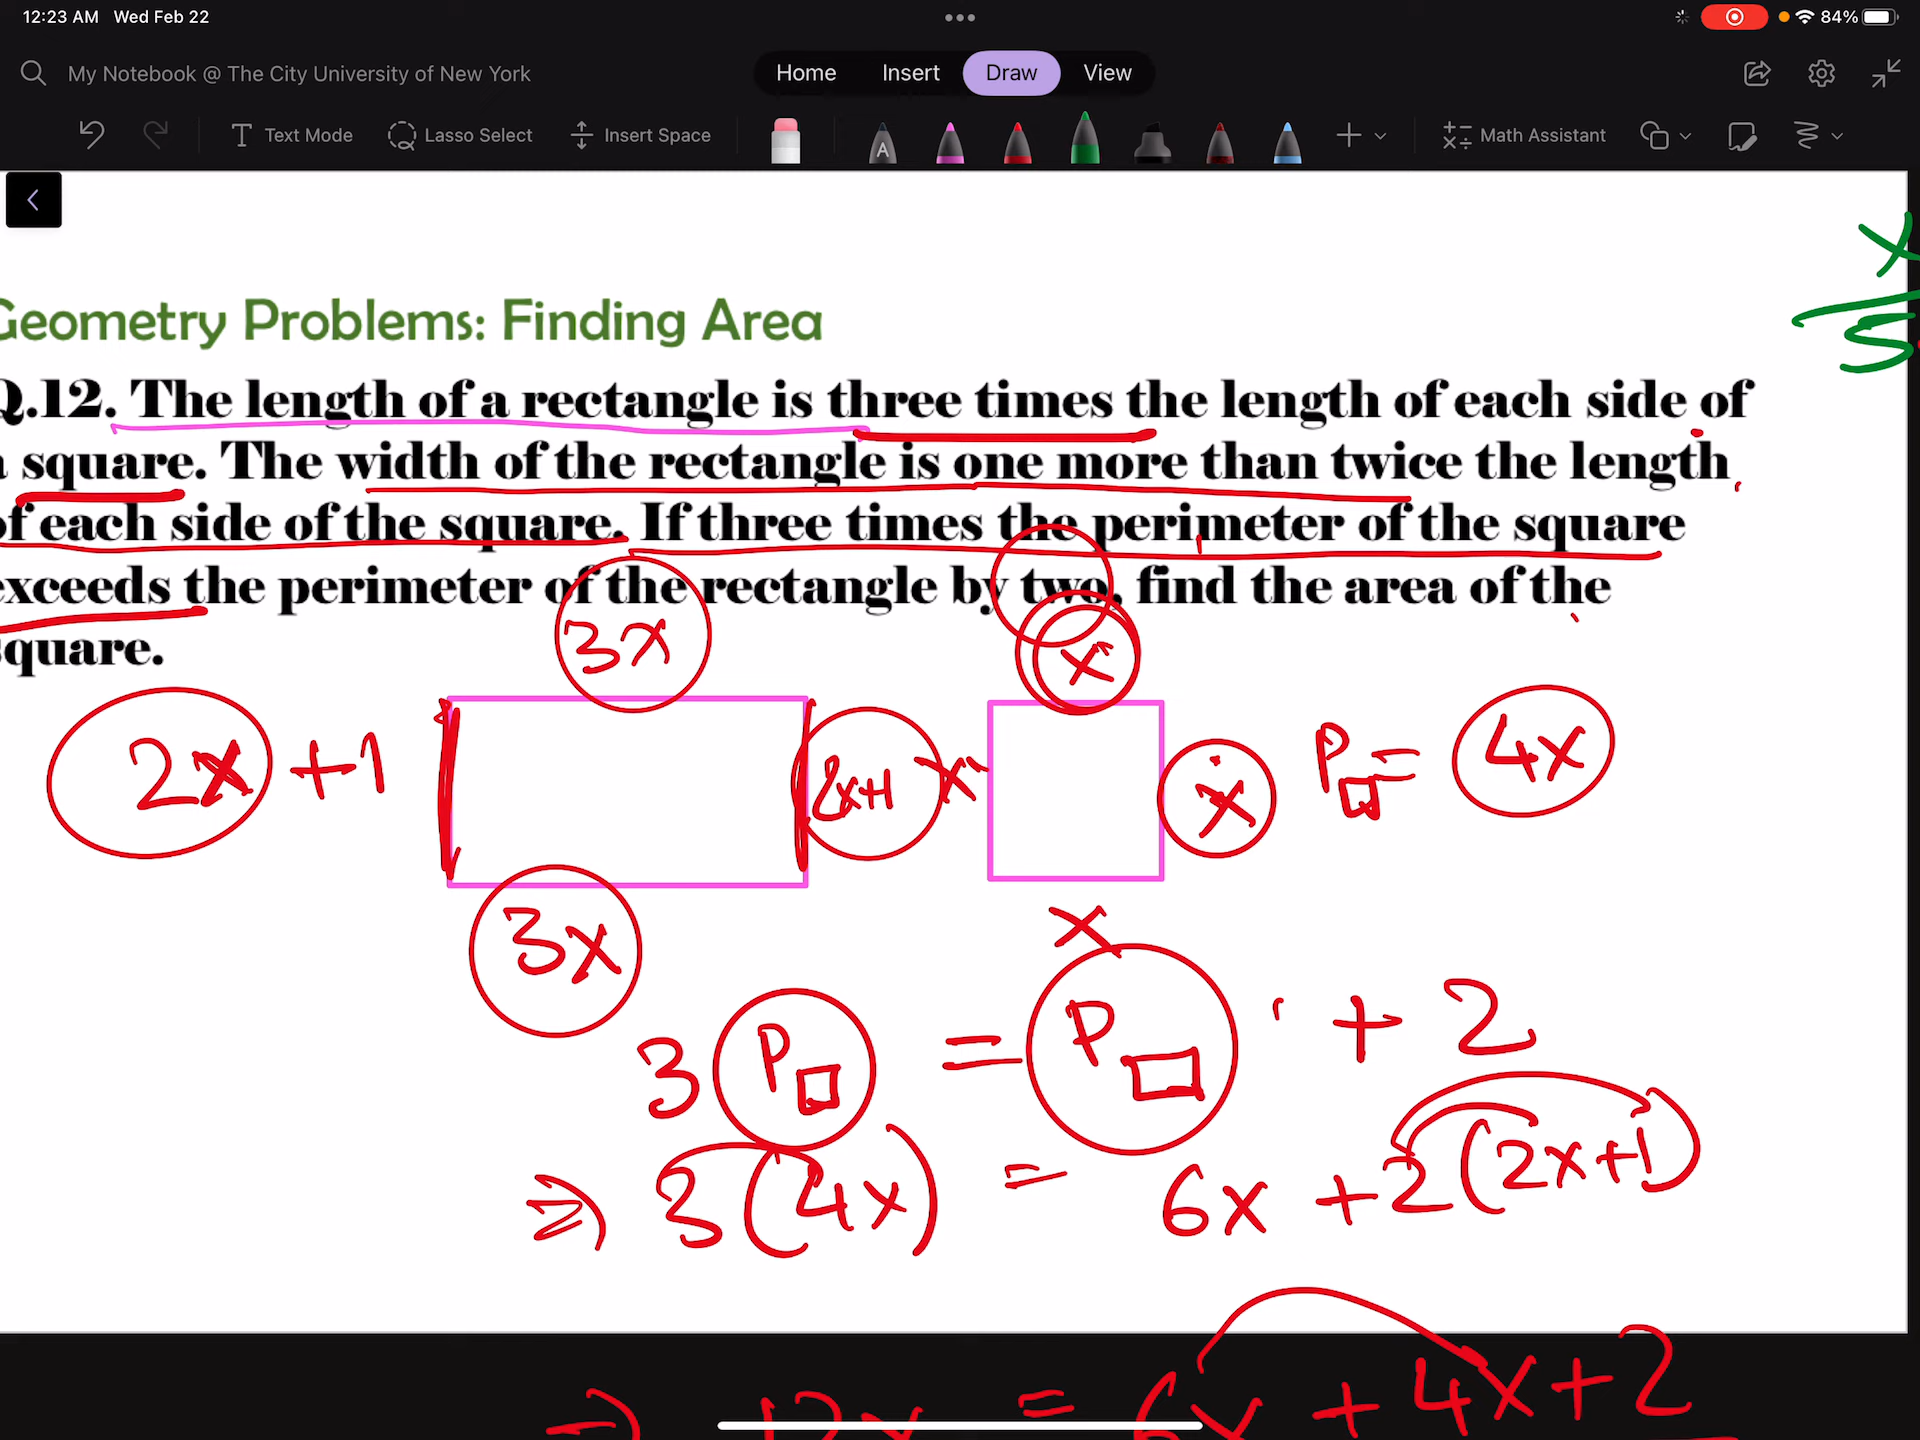 12:23 AM Wed Feb 22
84%
My Notebook @ The City University of New York
Home Insert Draw View
Text Mode Lasso Select Insert Space A Math Assistant
x
5
Geometry Problems: Finding Area
Q.12. The length of a rectangle is three times the length of each side of
a square. The width of the rectangle is one more than twice the length
of each side of the square. If three times the perimeter of the square
exceeds the perimeter of the rectangle by two, find the area of the
square.
3x x
2x +1 2x+1 x x P□ = 4x
3x x
3 P□ = P▭ + 2
⇒ 3(4x) = 6x + 2(2x+1)
⇒ 12x = 6x + 4x + 2